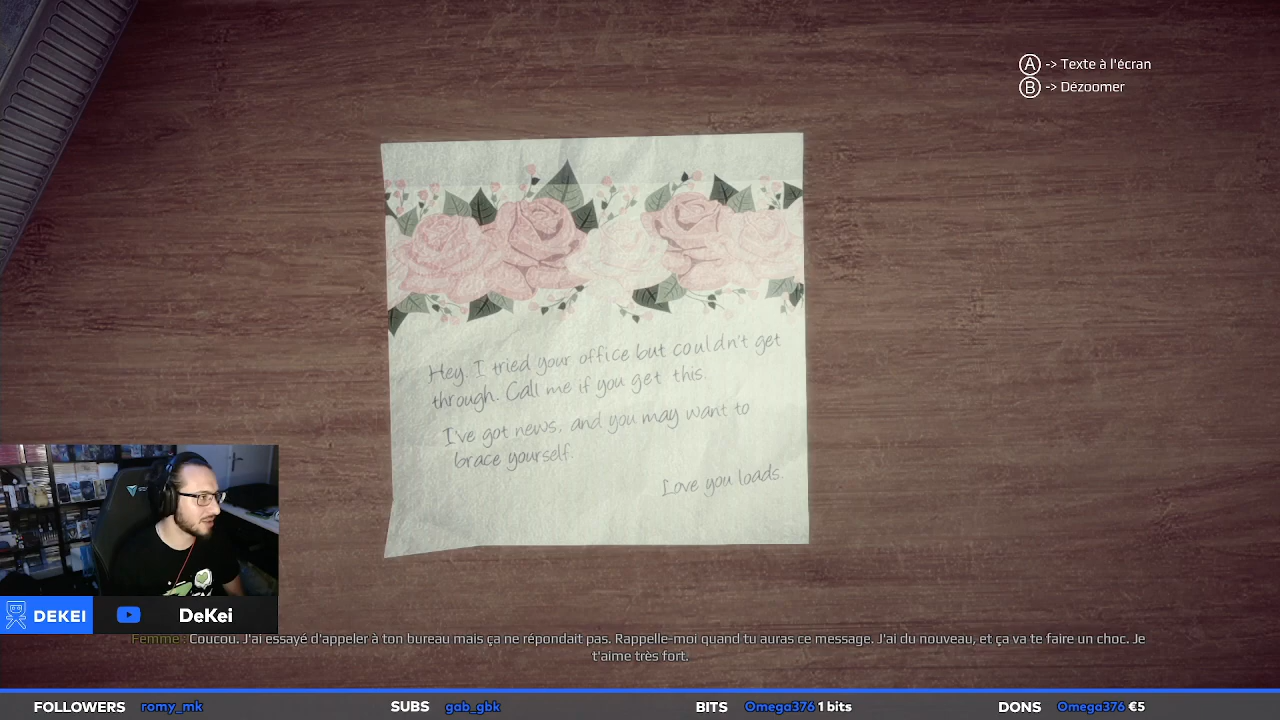 A -> Texte à l'écran
B -> Dézoomer
Hey. I tried your office but couldn't get
through. Call me if you get this.
I've got news, and you may want to
brace yourself.
Love you loads.
DEKEI DeKei
Femme : Coucou. J'ai essayé d'appeler à ton bureau mais ça ne répondait pas. Rappelle-moi quand tu auras ce message. J'ai du nouveau, et ça va te faire un choc. Je
t'aime très fort.
FOLLOWERS romy_mk SUBS gab_gbk BITS Omega376 1 bits DONS Omega376 €5